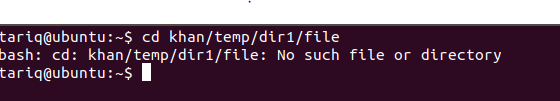 tariq@ubuntu:~$ cd khan/temp/dir1/file
bash: cd: khan/temp/dir1/file: No such file or directory
tariq@ubuntu:~$